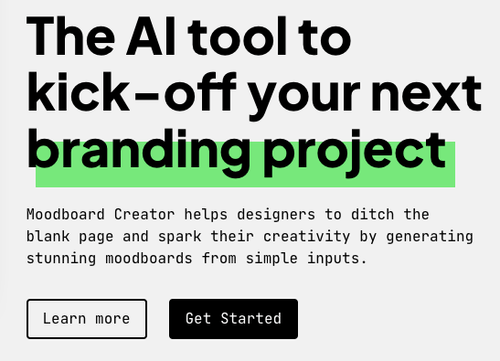 The AI tool to
kick-off your next
branding project
Moodboard Creator helps designers to ditch the
blank page and spark their creativity by generating
stunning moodboards from simple inputs.
Learn more
Get Started